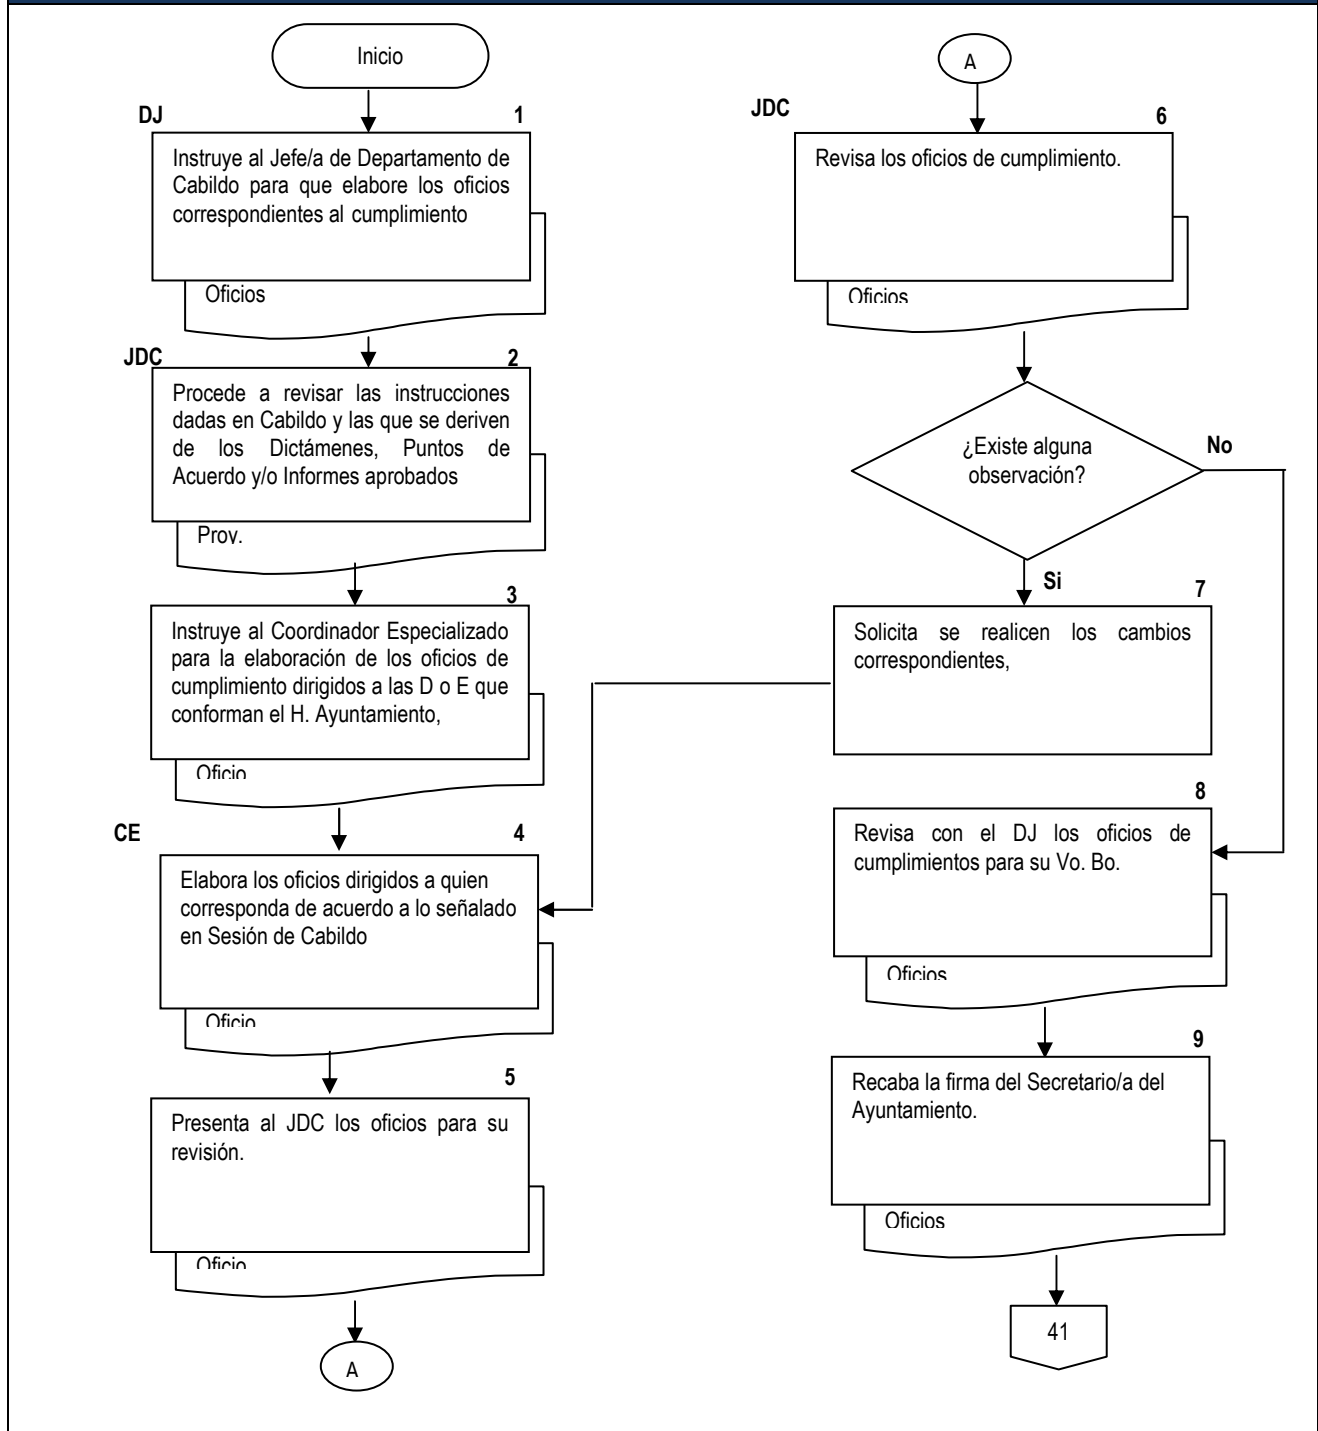 Inicio
DJ
1
Instruye al Jefe/a de Departamento de
Cabildo para que elabore los oficios
correspondientes al cumplimiento
Oficios
JDC
2
Procede a revisar las instrucciones
dadas en Cabildo y las que se deriven
de los Dictámenes, Puntos de
Acuerdo y/o Informes aprobados
Proy.
3
Instruye al Coordinador Especializado
para la elaboración de los oficios de
cumplimiento dirigidos a las D o E que
conforman el H. Ayuntamiento,
Oficio
CE
4
Elabora los oficios dirigidos a quien
corresponda de acuerdo a lo señalado
en Sesión de Cabildo
Oficio
5
Presenta al JDC los oficios para su
revisión.
Oficio
A
A
JDC
6
Revisa los oficios de cumplimiento.
Oficios
¿Existe alguna
observación?
No
Si
7
Solicita se realicen los cambios
correspondientes,
8
Revisa con el DJ los oficios de
cumplimientos para su Vo. Bo.
Oficios
9
Recaba la firma del Secretario/a del
Ayuntamiento.
Oficios
41